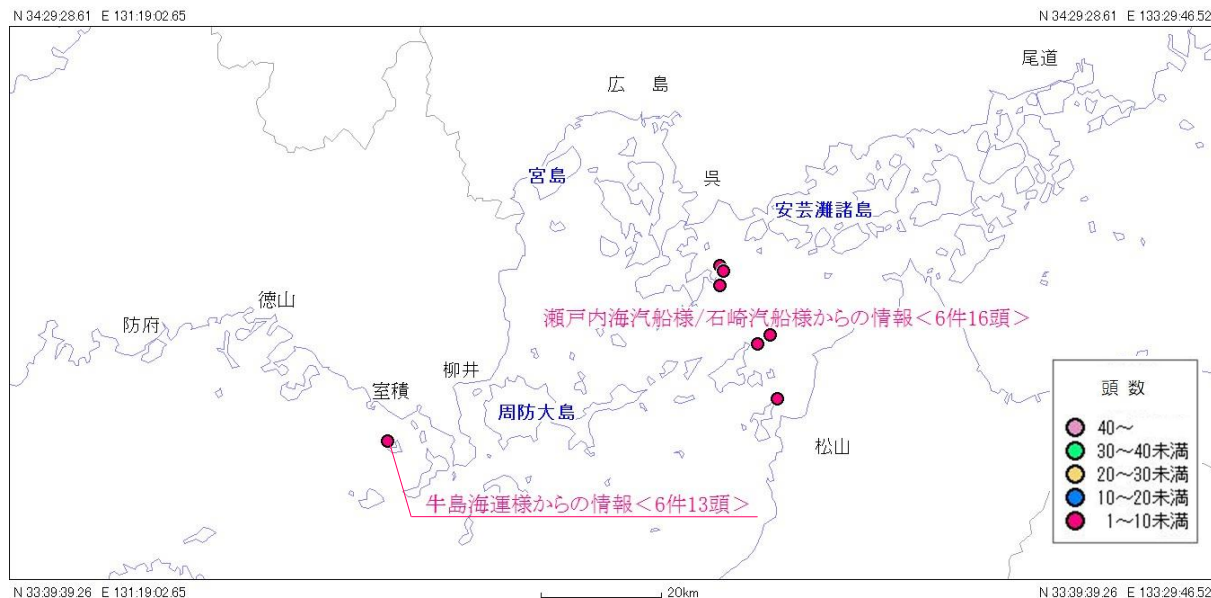 N 34:29:28.61 E 131:19:02.65
N 34:29:28.61 E 133:29:46.52
尾道
広 島
宮島
呉
安芸灘諸島
徳山
防府
瀬戸内海汽船様/石崎汽船様からの情報<6件16頭>
柳井
室積
周防大島
松山
牛島海運様からの情報<6件13頭>
頭 数
40～
30～40未満
20～30未満
10～20未満
1～10未満
N 33:39:39.26 E 131:19:02.65
20km
N 33:39:39.26 E 133:29:46.52